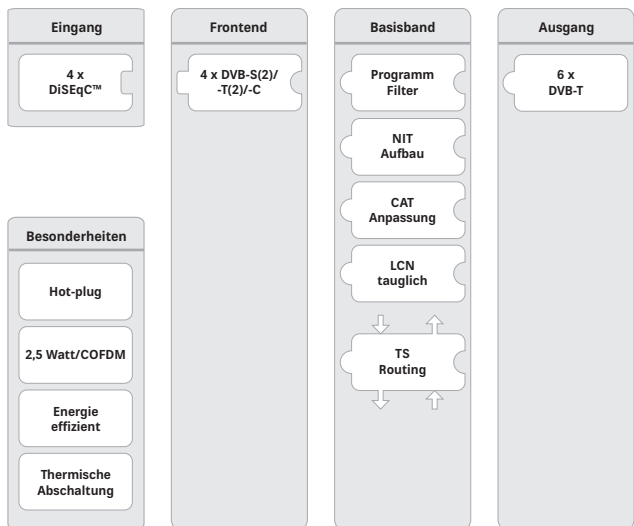 Eingang
4 x
DiSEqC™
Besonderheiten
Hot-plug
2,5 Watt/COFDM
Energie
effizient
Thermische
Abschaltung
Frontend
4 x DVB-S(2)/
-T(2)/-C
Basisband
Programm
Filter
NIT
Aufbau
CAT
Anpassung
LCN
tauglich
TS
Routing
Ausgang
6 x
DVB-T